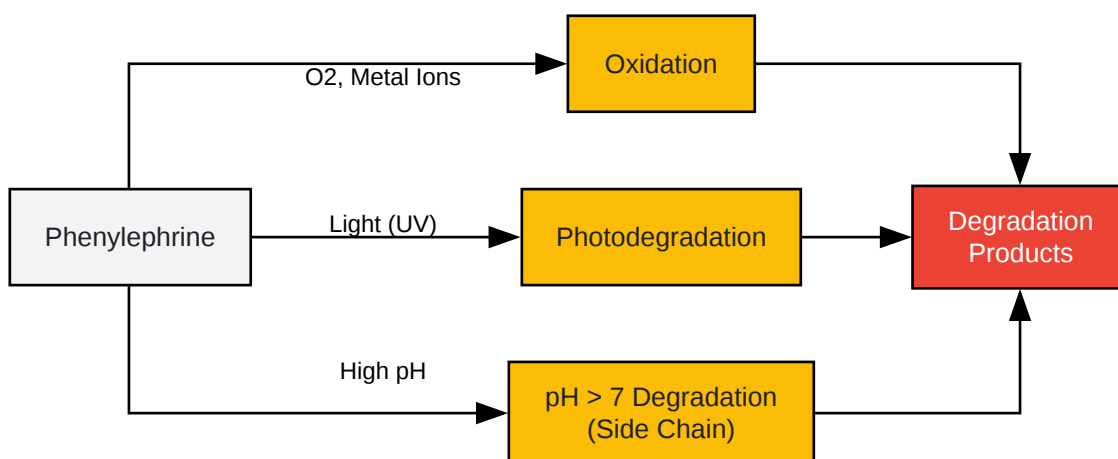 Oxidation
O2, Metal Ions
Phenylephrine
Light (UV)
Photodegradation
Degradation
Products
High pH
pH > 7 Degradation
(Side Chain)